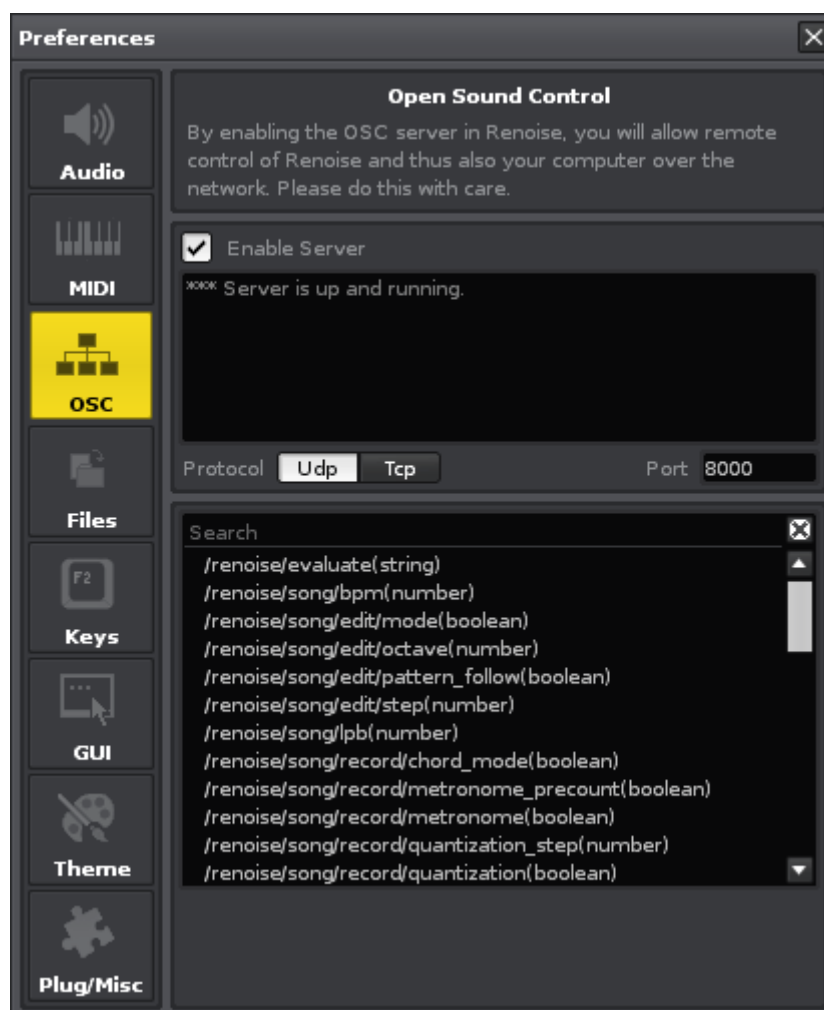 Preferences
Audio
MIDI
OSC
Files
F2
Keys
GUI
Theme
Plug/Misc
Open Sound Control
By enabling the OSC server in Renoise, you will allow remote
control of Renoise and thus also your computer over the
network. Please do this with care.
Enable Server
*** Server is up and running.
Protocol Udp Tcp Port 8000
Search
/renoise/evaluate(string)
/renoise/song/bpm(number)
/renoise/song/edit/mode(boolean)
/renoise/song/edit/octave(number)
/renoise/song/edit/pattern_follow(boolean)
/renoise/song/edit/step(number)
/renoise/song/lpb(number)
/renoise/song/record/chord_mode(boolean)
/renoise/song/record/metronome_precount(boolean)
/renoise/song/record/metronome(boolean)
/renoise/song/record/quantization_step(number)
/renoise/song/record/quantization(boolean)